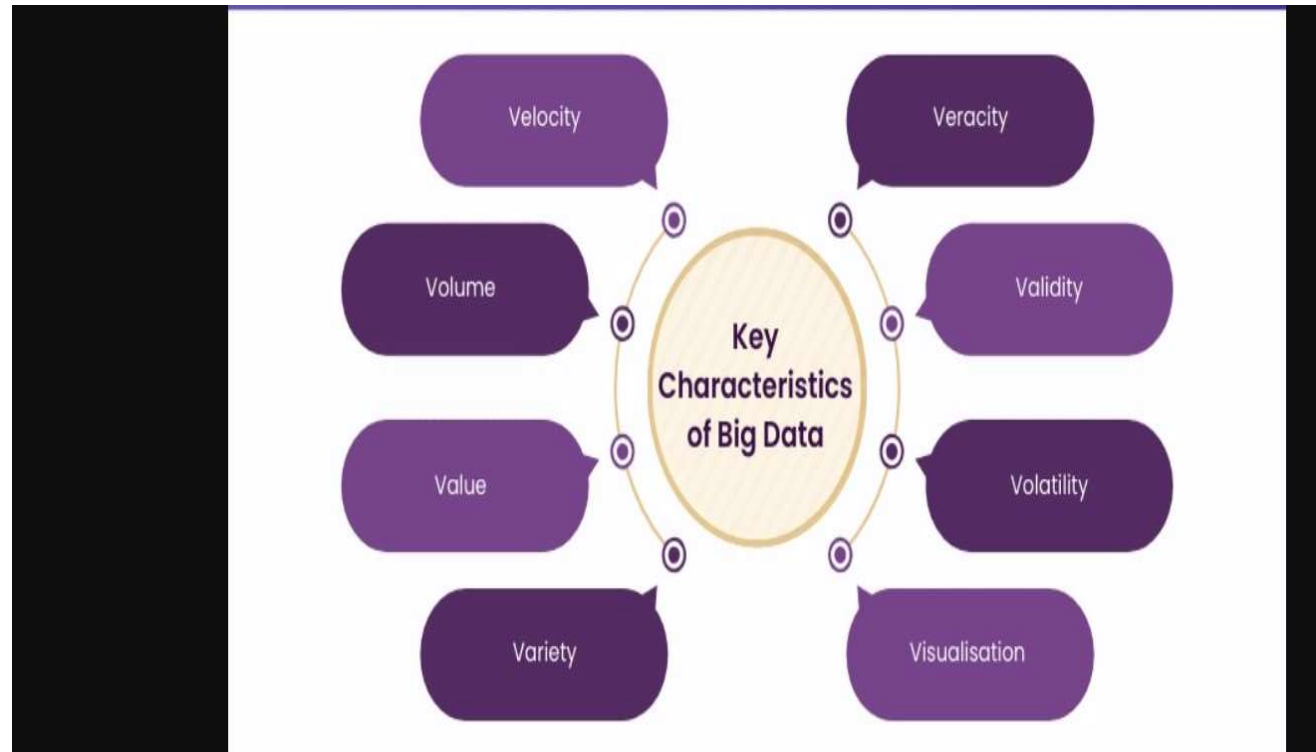 Velocity
Veracity
Volume
Validity
Key
Characteristics
of Big Data
Value
Volatility
Variety
Visualisation